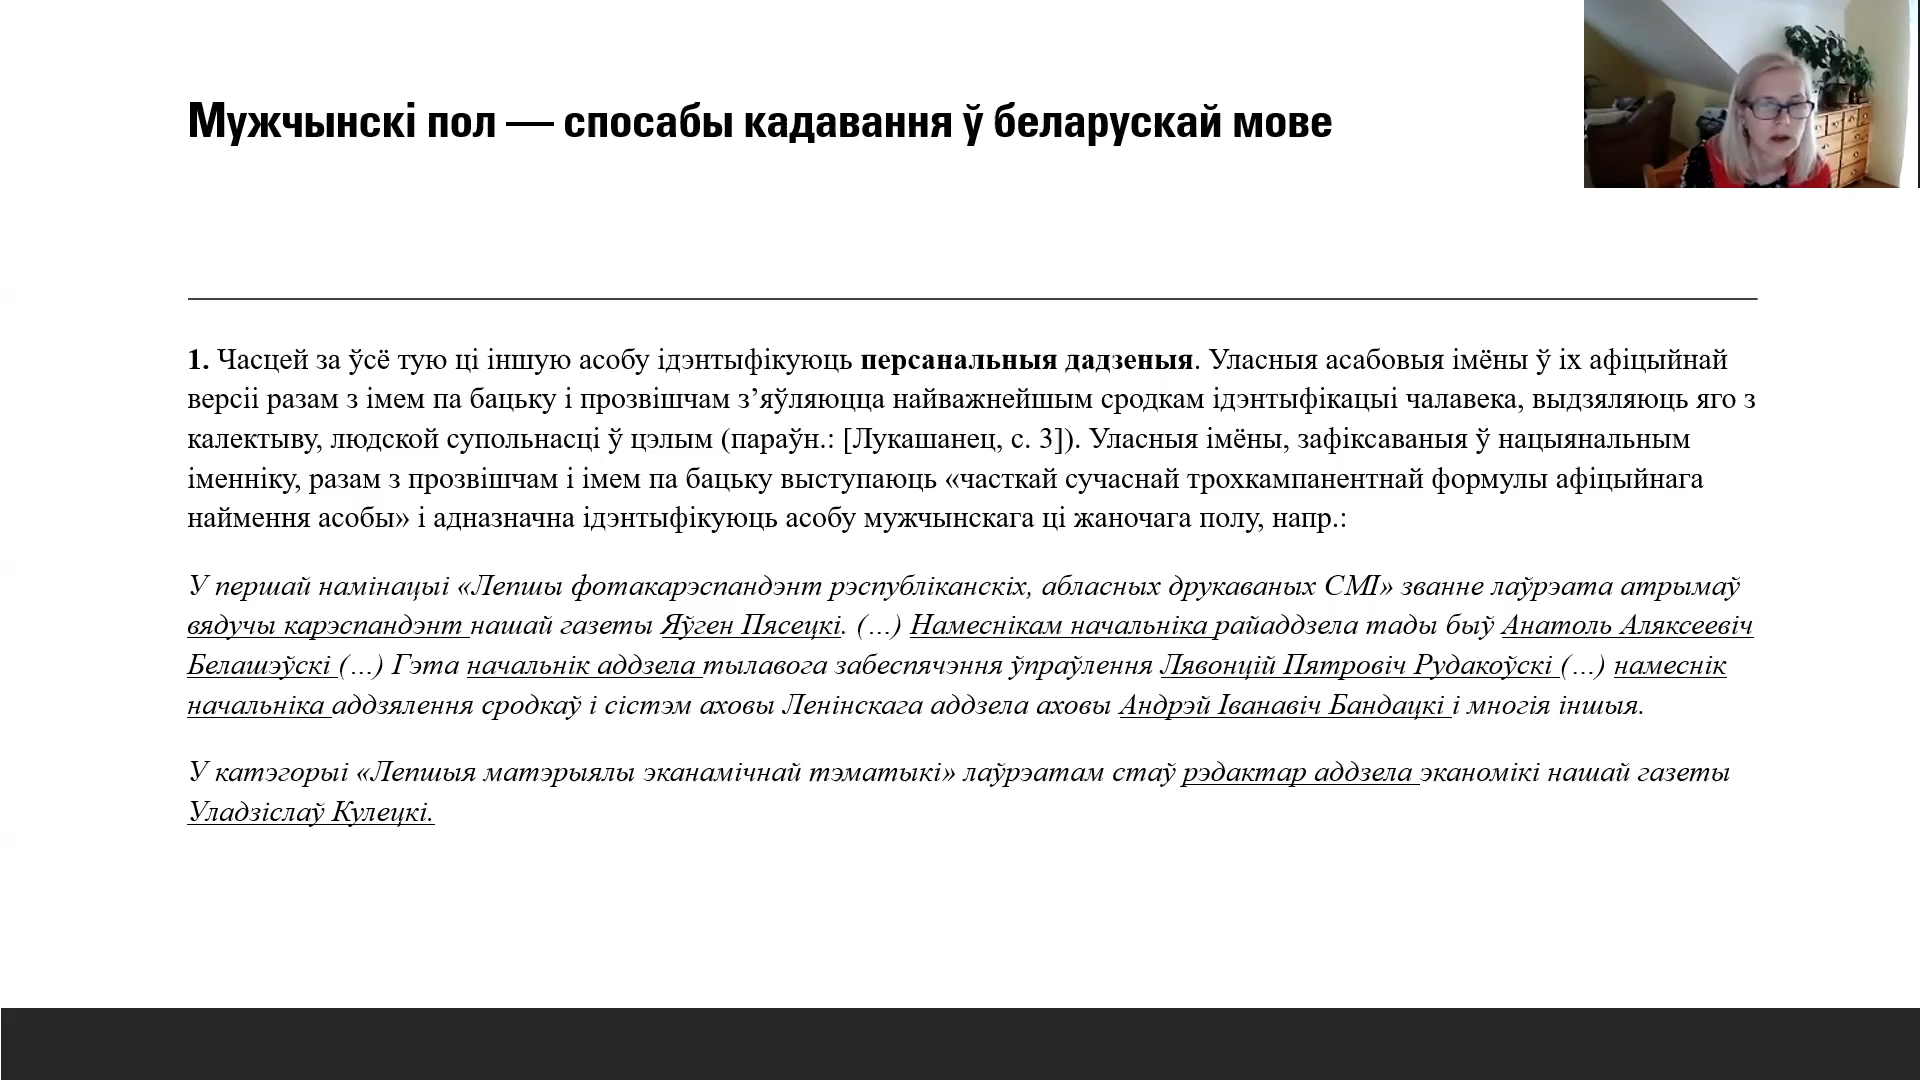 Мужчынскі пол — спосабы кадавання ў беларускай мове
1. Часцей за ўсё тую ці іншую асобу ідэнтыфікуюць персанальныя дадзеныя. Уласныя асабовыя імёны ў іх афіцыйнай
версіі разам з імем па бацьку і прозвішчам з’яўляюцца найважнейшым сродкам ідэнтыфікацыі чалавека, выдзяляюць яго з
калектыву, людской супольнасці ў цэлым (параўн.: [Лукашанец, с. 3]). Уласныя імёны, зафіксаваныя ў нацыянальным
іменніку, разам з прозвішчам і імем па бацьку выступаюць «часткай сучаснай трохкампанентнай формулы афіцыйнага
наймення асобы» і адназначна ідэнтыфікуюць асобу мужчынскага ці жаночага полу, напр.:
У першай намінацыі «Лепшы фотакарэспандэнт рэспубліканскіх, абласных друкаваных СМІ» званне лаўрэата атрымаў
вядучы карэспандэнт нашай газеты Яўген Пясецкі. (…) Намеснікам начальніка райаддзела тады быў Анатоль Аляксеевіч
Белашэўскі (…) Гэта начальнік аддзела тылавога забеспячэння ўпраўлення Лявонцій Пятровіч Рудакоўскі (…) намеснік
начальніка аддзялення сродкаў і сістэм аховы Ленінскага аддзела аховы Андрэй Іванавіч Бандацкі і многія іншыя.
У катэгорыі «Лепшыя матэрыялы эканамічнай тэматыкі» лаўрэатам стаў рэдактар аддзела эканомікі нашай газеты
Уладзіслаў Кулецкі.